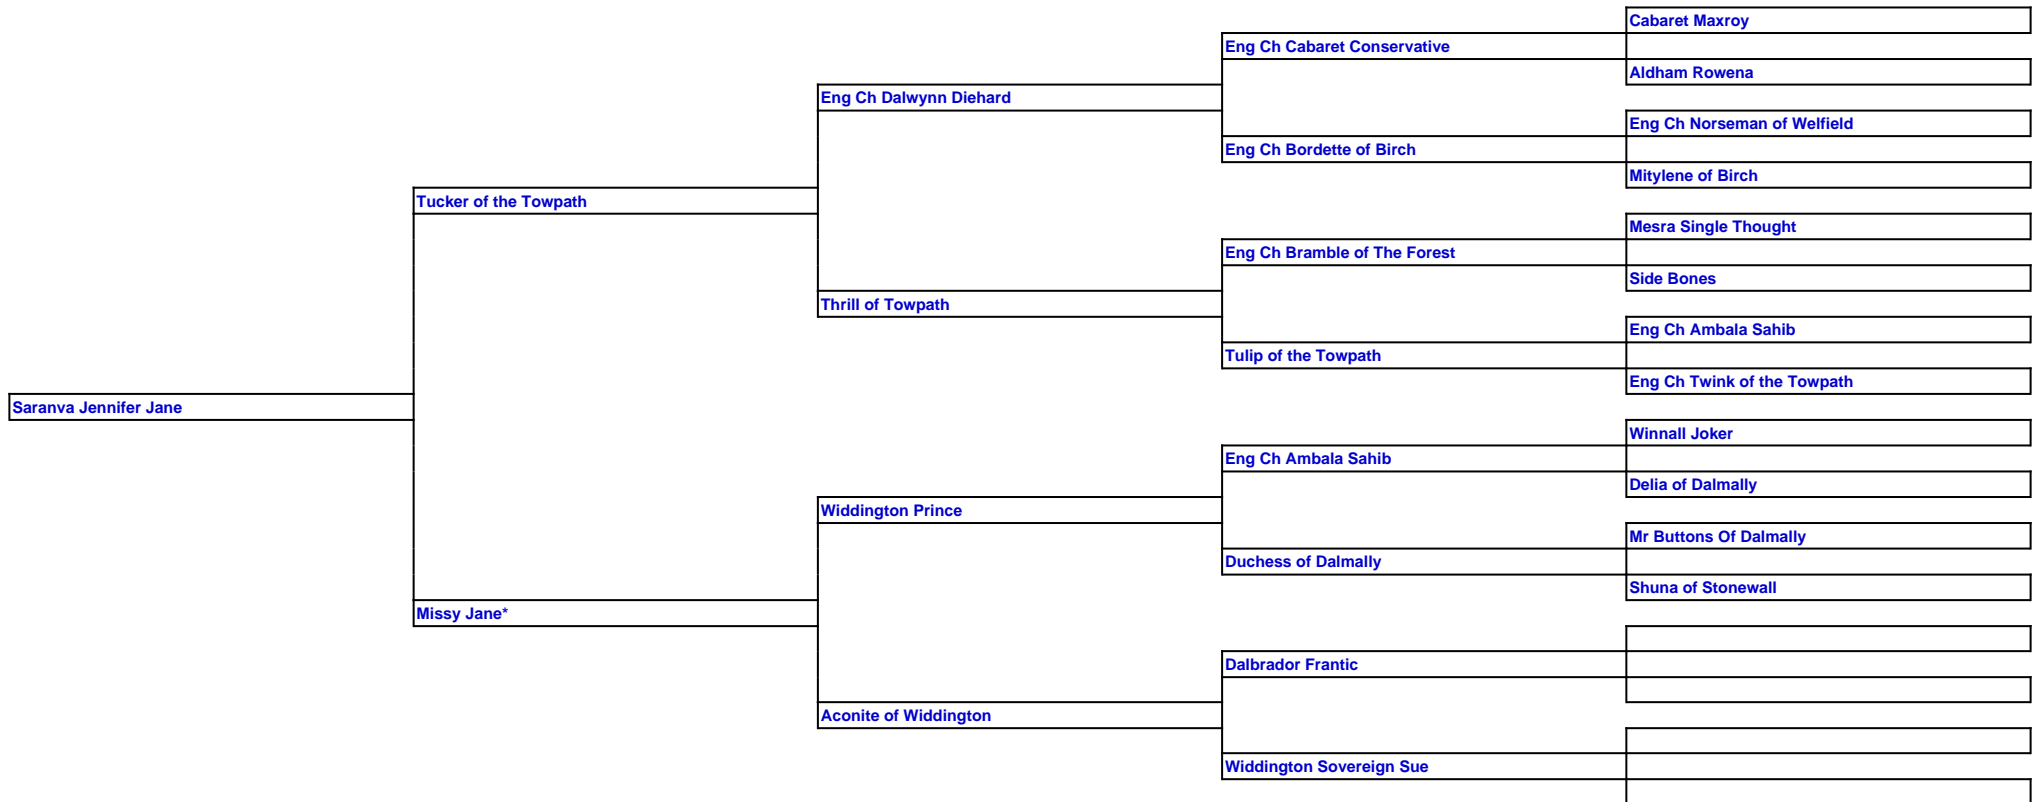 Cabaret Maxroy
Eng Ch Cabaret Conservative
Aldham Rowena
Eng Ch Dalwynn Diehard
Eng Ch Norseman of Welfield
Eng Ch Bordette of Birch
Mitylene of Birch
Tucker of the Towpath
Mesra Single Thought
Eng Ch Bramble of The Forest
Side Bones
Thrill of Towpath
Eng Ch Ambala Sahib
Tulip of the Towpath
Eng Ch Twink of the Towpath
Saranva Jennifer Jane
Winnall Joker
Eng Ch Ambala Sahib
Delia of Dalmally
Widdington Prince
Mr Buttons Of Dalmally
Duchess of Dalmally
Shuna of Stonewall
Missy Jane*
Dalbrador Frantic
Aconite of Widdington
Widdington Sovereign Sue